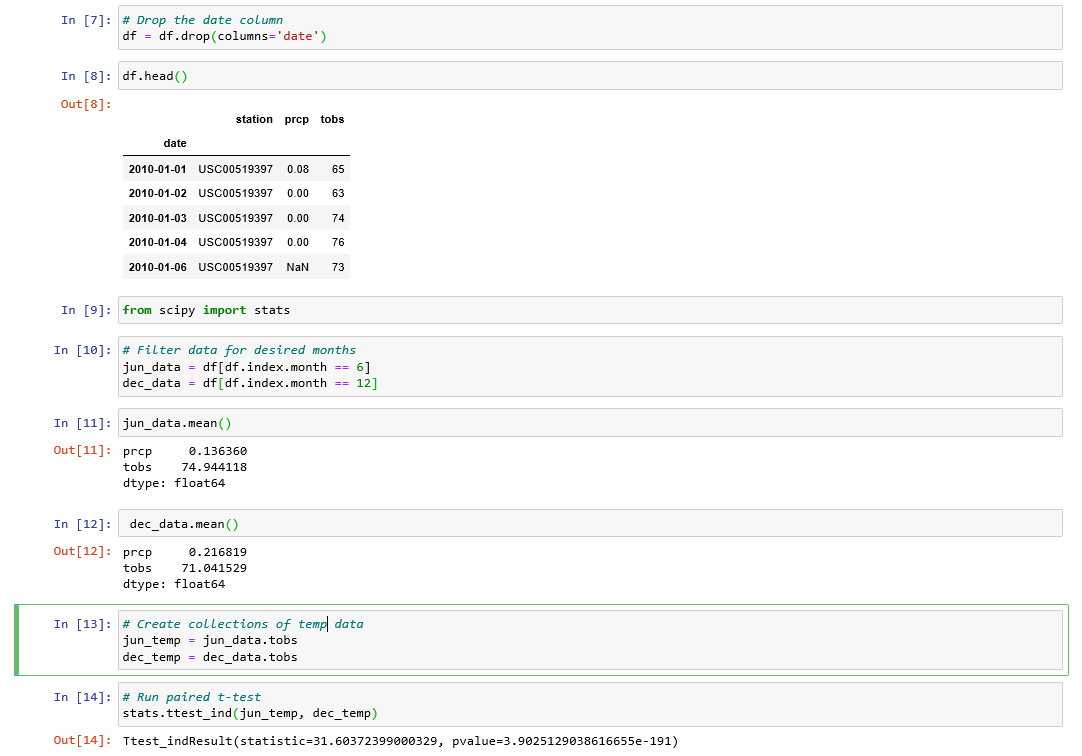 In [7]: # Drop the date column
df = df.drop(columns='date')
In [8]: df.head()
Out[8]:
station prcp tobs
date
2010-01-01 USC00519397 0.08 65
2010-01-02 USC00519397 0.00 63
2010-01-03 USC00519397 0.00 74
2010-01-04 USC00519397 0.00 76
2010-01-06 USC00519397 NaN 73
In [9]: from scipy import stats
In [10]: # Filter data for desired months
jun_data = df[df.index.month == 6]
dec_data = df[df.index.month == 12]
In [11]: jun_data.mean()
Out[11]: prcp 0.136360
tobs 74.944118
dtype: float64
In [12]: dec_data.mean()
Out[12]: prcp 0.216819
tobs 71.041529
dtype: float64
In [13]: # Create collections of temp data
jun_temp = jun_data.tobs
dec_temp = dec_data.tobs
In [14]: # Run paired t-test
stats.ttest_ind(jun_temp, dec_temp)
Out[14]: Ttest_indResult(statistic=31.60372399000329, pvalue=3.9025129038616655e-191)